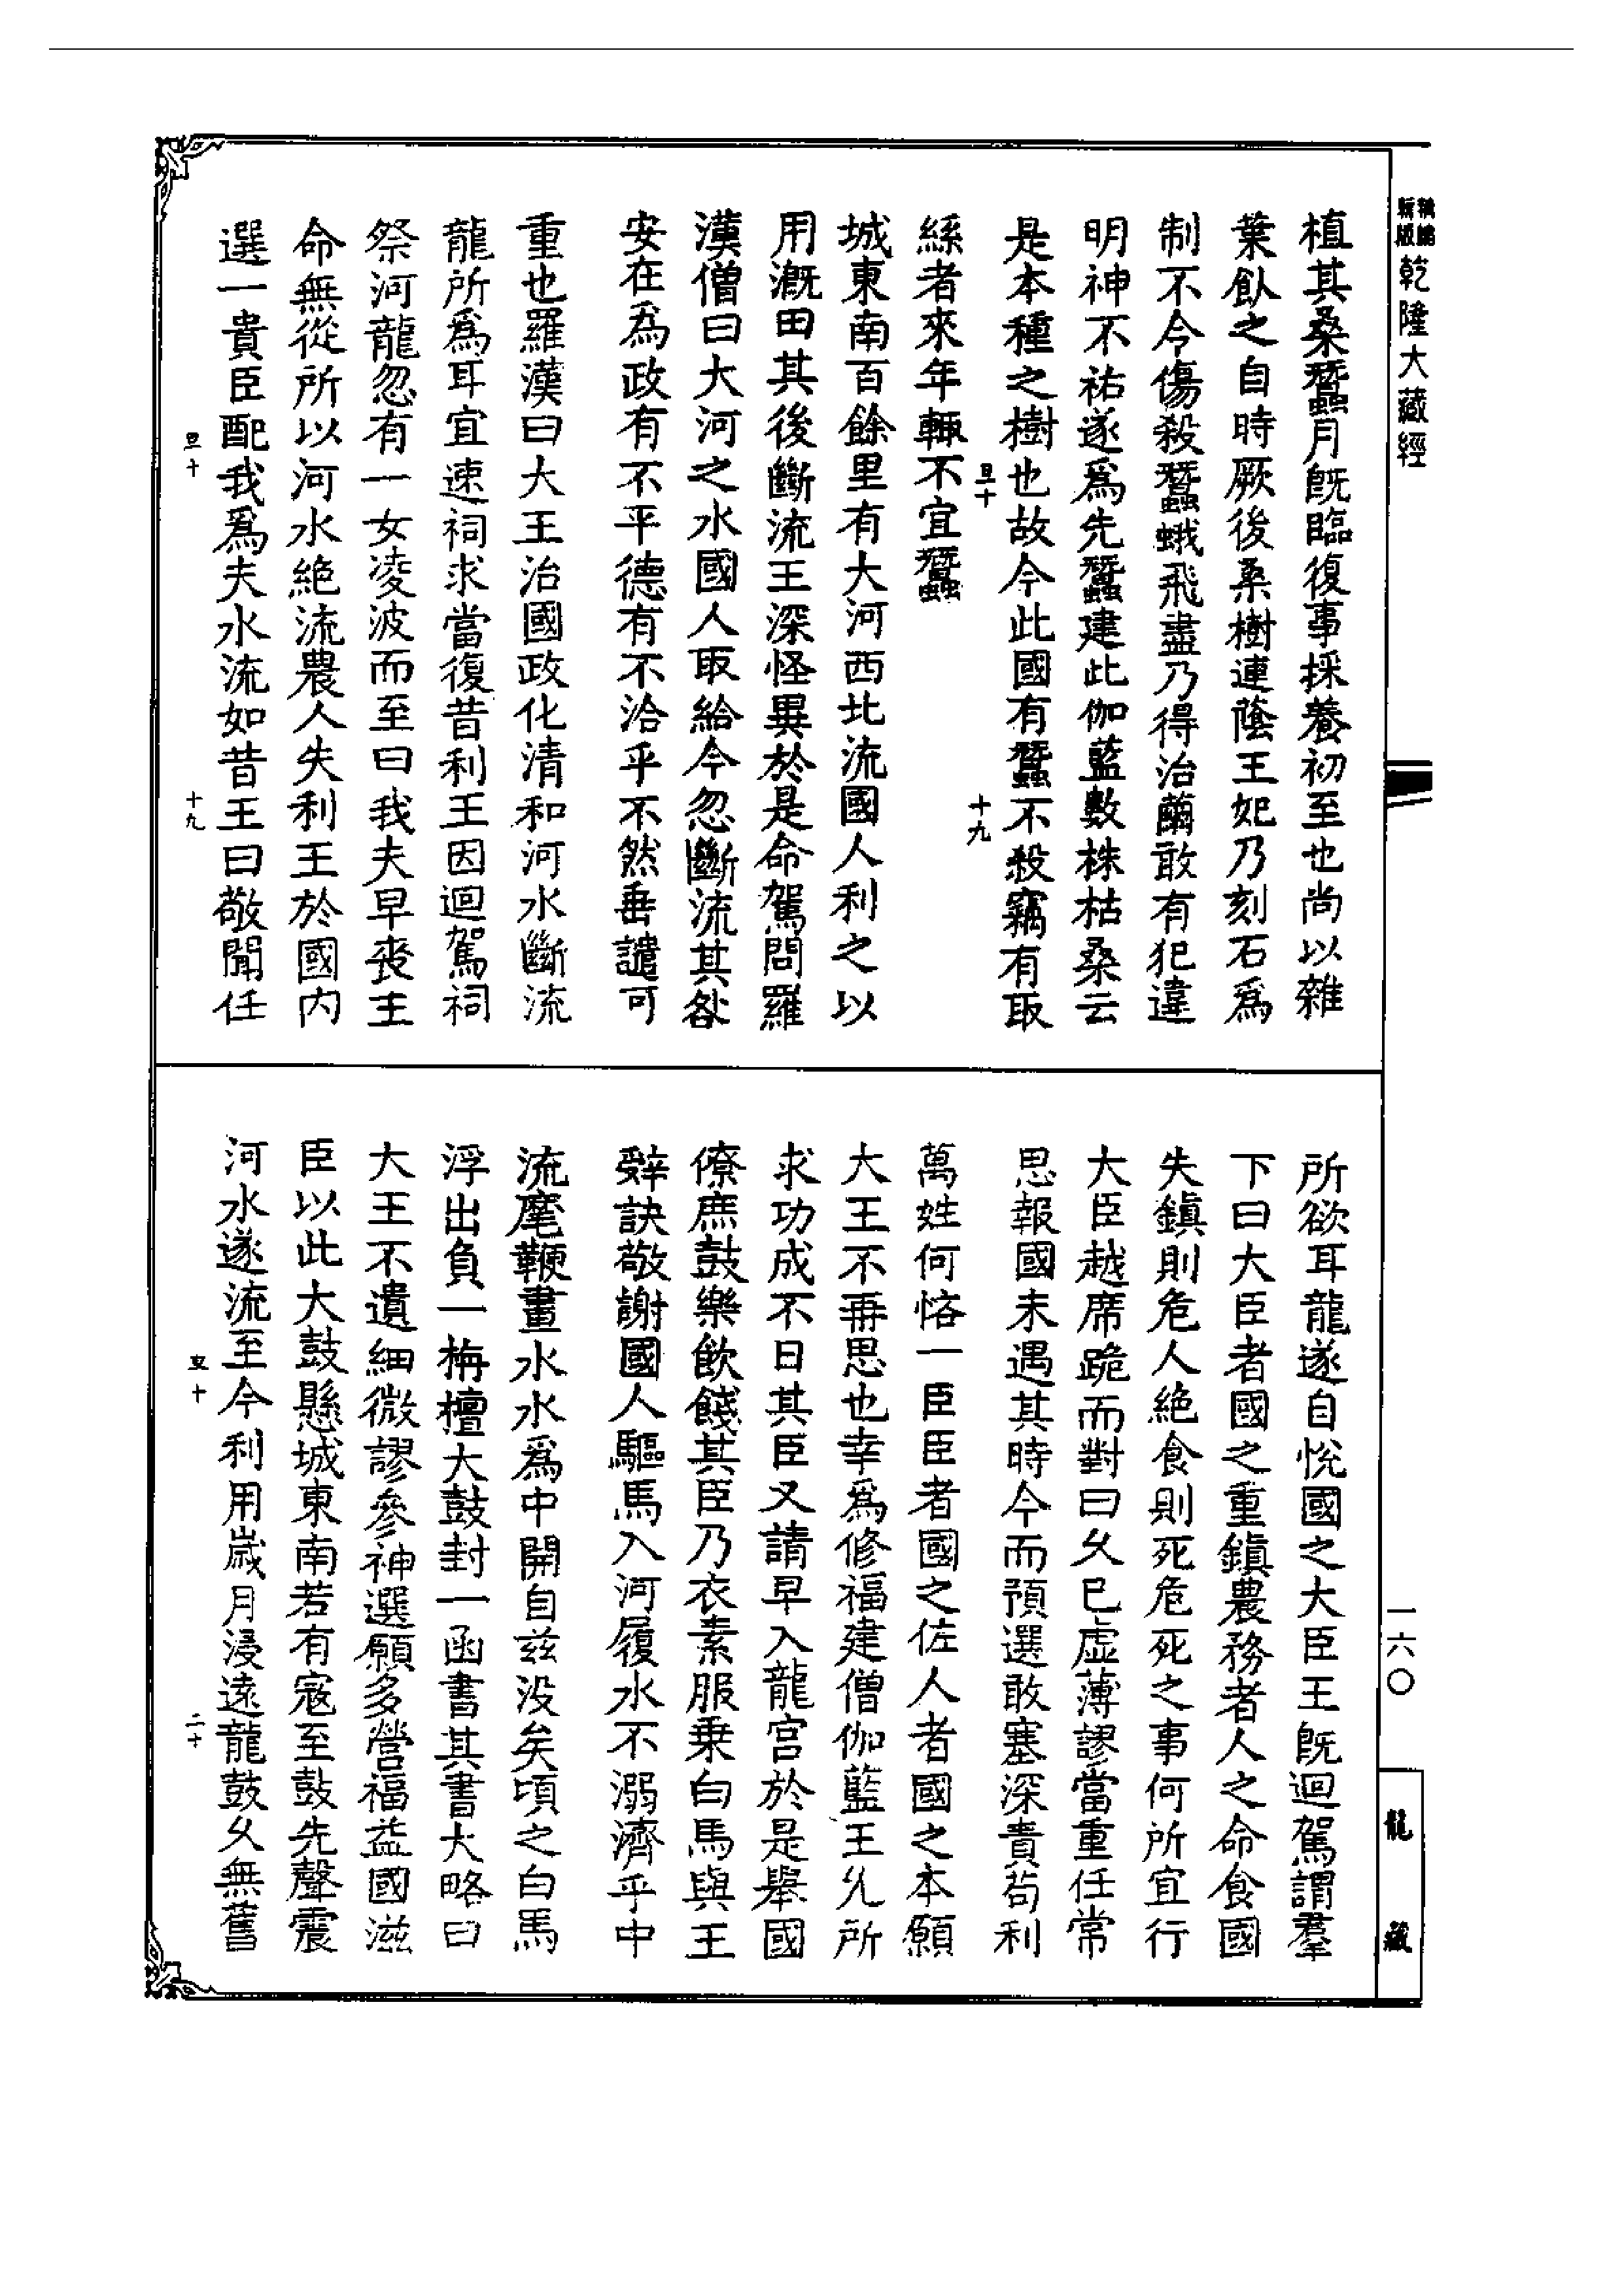 乾隆大藏經
植其桑蠶月既臨復事採養初至也尚以雜
葉飤之自時厥後桑樹連蔭王妃乃刻石爲
制不令傷殺蠶蛾飛盡乃得治繭敢有犯違
明神不祐遂爲先蠶建此伽藍數株枯桑云
是本種之樹也故今此國有蠶不殺竊有取
絲者來年輒不宜蠶
城東南百餘里有大河西北流國人利之以
用溉田其後斷流王深怪異於是命駕問羅
漢僧曰大河之水國人取給今忽斷流其咎
安在為政有不平德有不洽乎不然垂譴可
重也羅漢曰大王治國政化清和河水斷流
龍所爲耳宜速祠求當復昔利王因迴駕祠
祭河龍忽有一女凌波而至曰我夫早喪主
命無從所以河水絶流農人失利王於國内
選一貴臣配我爲夫水流如昔王曰敬聞任
十九
十九
所欲耳龍遂自悅國之大臣王既迴駕謂羣
下曰大臣者國之重鎮農務者人之命食國
失鎮則危人絶食則死危死之事何所宜行
大臣越席跪而對曰久已虛薄謬當重任常
思報國未遇其時今而預選敢塞深責苟利
萬姓何恡一臣臣者國之佐人者國之本願
大王不再思也幸爲修福建僧伽藍王允所
求功成不日其臣又請早入龍宮於是舉國
僚庶鼓樂飲餞其臣乃衣素服乗白馬與王
辝訣敬謝國人驅馬入河履水不溺濟乎中
流麾鞭畫水水爲中開自兹没矣頃之白馬
浮出負一栴檀大鼓封一函書其書大略曰
大王不遺細微謬參神選願多營福益國滋
臣以此大鼓懸城東南若有寇至鼓先聲震
河水遂流至今利用歲月浸遠龍鼓久無舊
二十
一六〇
龍藏